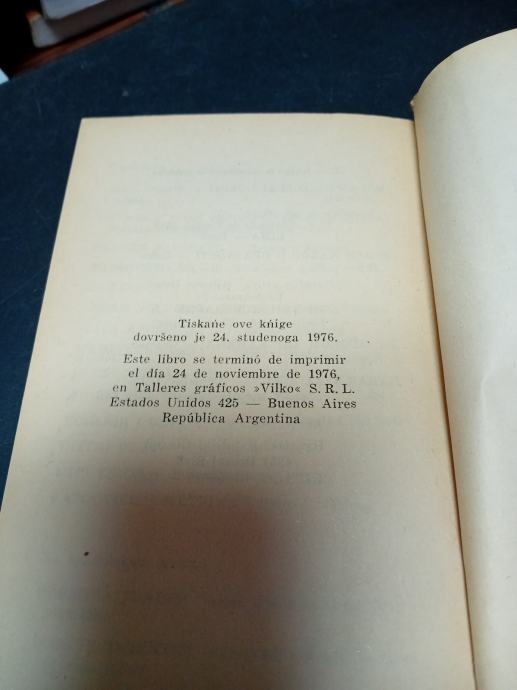 Tiskańe ove kńige
dovršeno je 24. studenoga 1976.
Este libro se terminó de imprimir
el día 24 de noviembre de 1976,
en Talleres gráficos »Vilko« S. R. L.
Estados Unidos 425 — Buenos Aires
República Argentina